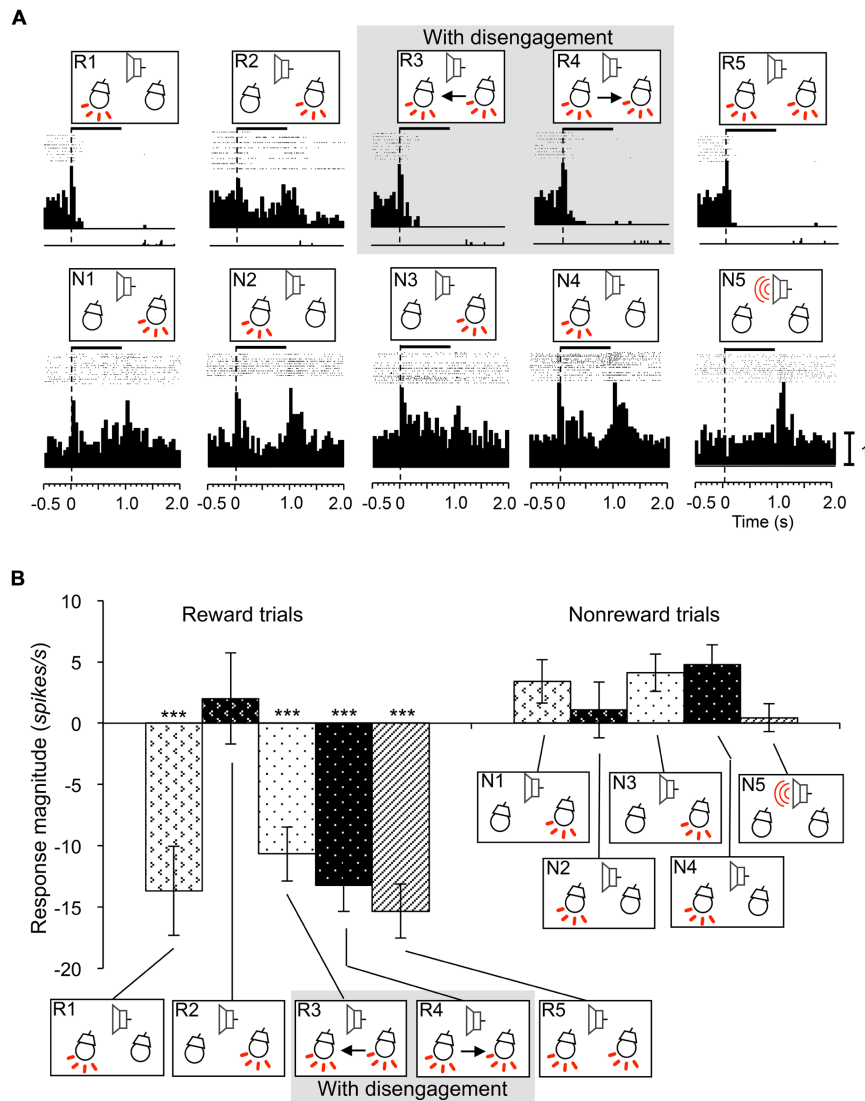 A
With disengagement
R1 R2 R3 R4 R5
N1 N2 N3 N4 N5
-0.5 0 1.0 2.0 -0.5 0 1.0 2.0 -0.5 0 1.0 2.0 -0.5 0 1.0 2.0 -0.5 0 1.0 2.0
Time (s)
B
Reward trials
Nonreward trials
Response magnitude (spikes/s)
10
5
0
-5
-10
-15
-20
*** *** *** ***
N1 N3 N5
N2 N4
R1 R2 R3 R4 R5
With disengagement